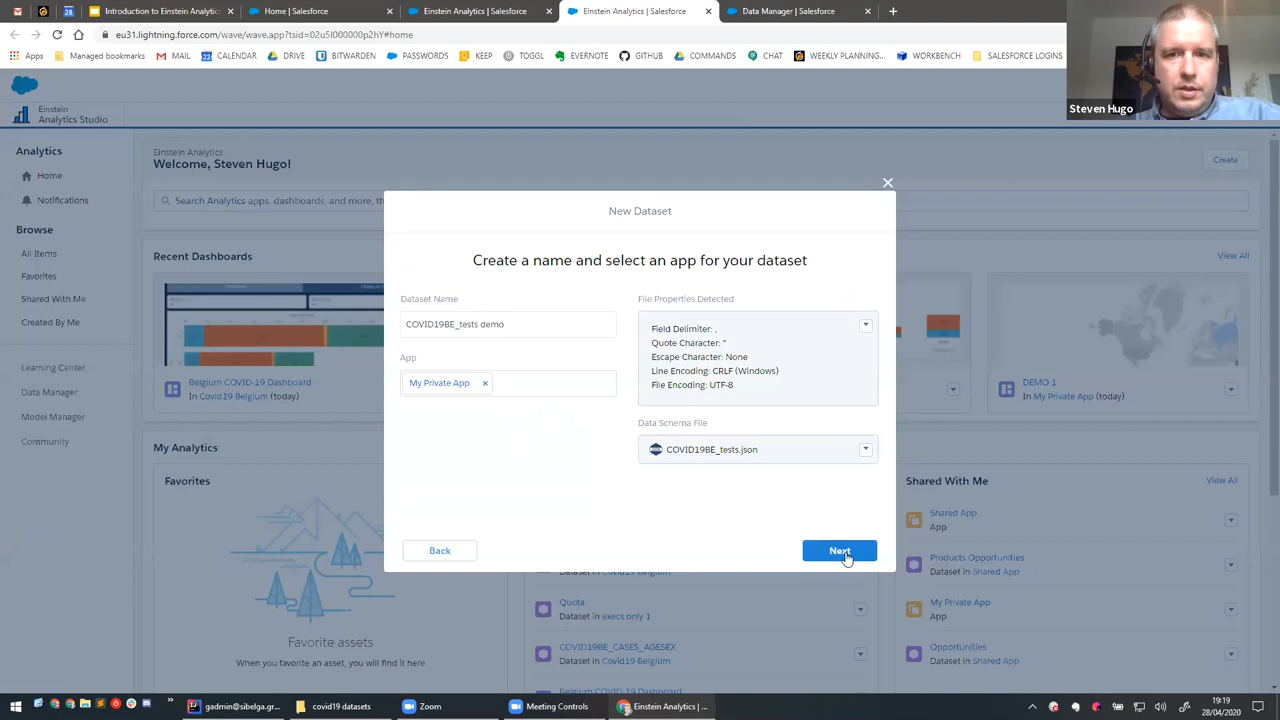 Introduction to Einstein Analytics
Home | Salesforce
Einstein Analytics | Salesforce
Einstein Analytics | Salesforce
Data Manager | Salesforce
eu31.lightning.force.com/wave/wave.app?tsid=02u5I000000p2hY#home
Apps
Managed bookmarks
MAIL
CALENDAR
DRIVE
BITWARDEN
PASSWORDS
KEEP
TOGGL
EVERNOTE
GITHUB
COMMANDS
CHAT
WEEKLY PLANNING...
WORKBENCH
SALESFORCE LOGINS
Steven Hugo
Einstein
Analytics Studio
Analytics
Home
Notifications
Browse
All Items
Favorites
Shared With Me
Created By Me
Learning Center
Data Manager
Model Manager
Community
Einstein Analytics
Welcome, Steven Hugo!
Create
Search Analytics apps, dashboards, and more, th
Recent Dashboards
View All
Belgium COVID-19 Dashboard
In Covid19 Belgium (today)
DEMO 1
In My Private App (today)
My Analytics
Favorites
Favorite assets
When you favorite an asset, you will find it here
New Dataset
Create a name and select an app for your dataset
Dataset Name
COVID19BE_tests demo
App
My Private App ×
File Properties Detected
Field Delimiter: ,
Quote Character: "
Escape Character: None
Line Encoding: CRLF (Windows)
File Encoding: UTF-8
Data Schema File
COVID19BE_tests.json
Back
Next
Dataset in Covid19 Belgium
Quota
Dataset in execs only 1
COVID19BE_CASES_AGESEX
Dataset in Covid19 Belgium
Belgium COVID-19 Dashboard
Shared With Me
View All
Shared App
App
Products Opportunities
Dataset in Shared App
My Private App
App
Opportunities
Dataset in Shared App
gadmin@sibelga.gr...
covid19 datasets
Zoom
Meeting Controls
Einstein Analytics | ...
19:19
28/04/2020